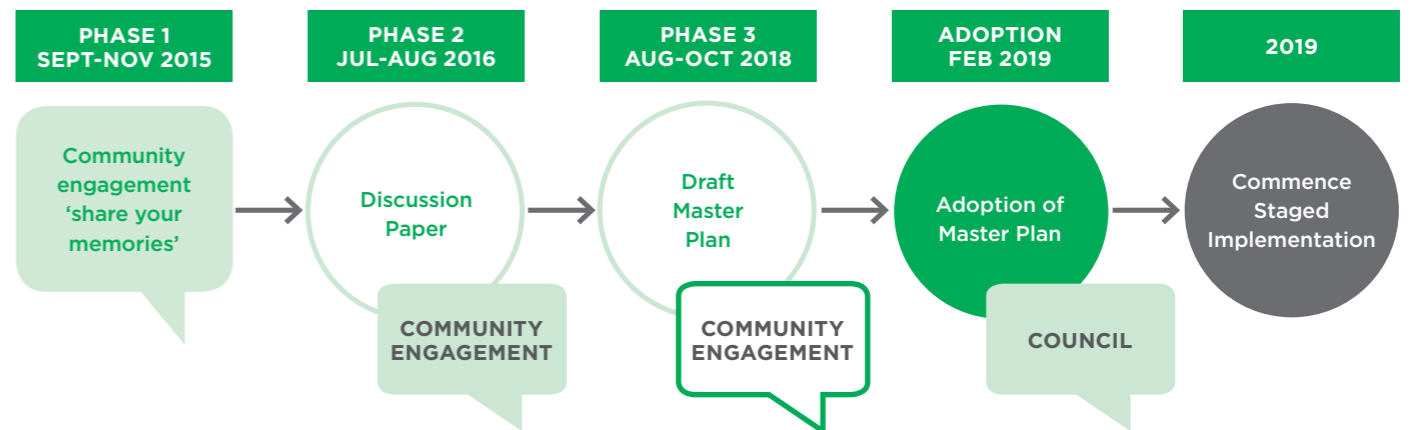 PHASE 1
SEPT-NOV 2015
PHASE 2
JUL-AUG 2016
PHASE 3
AUG-OCT 2018
ADOPTION
FEB 2019
2019
Community
engagement
‘share your
memories’
Discussion
Paper
COMMUNITY
ENGAGEMENT
Draft
Master
Plan
COMMUNITY
ENGAGEMENT
Adoption of
Master Plan
COUNCIL
Commence
Staged
Implementation